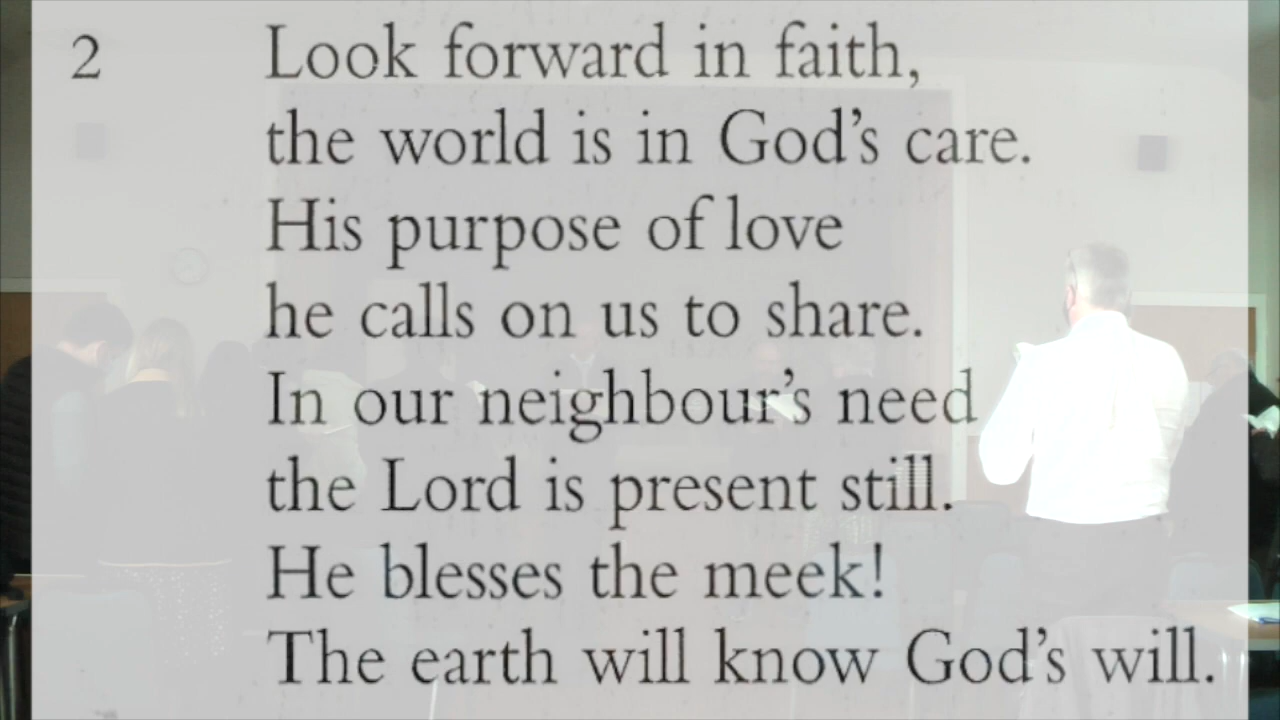 2 Look forward in faith,
the world is in God's care.
His purpose of love
he calls on us to share.
In our neighbour's need
the Lord is present still.
He blesses the meek!
The earth will know God's will.